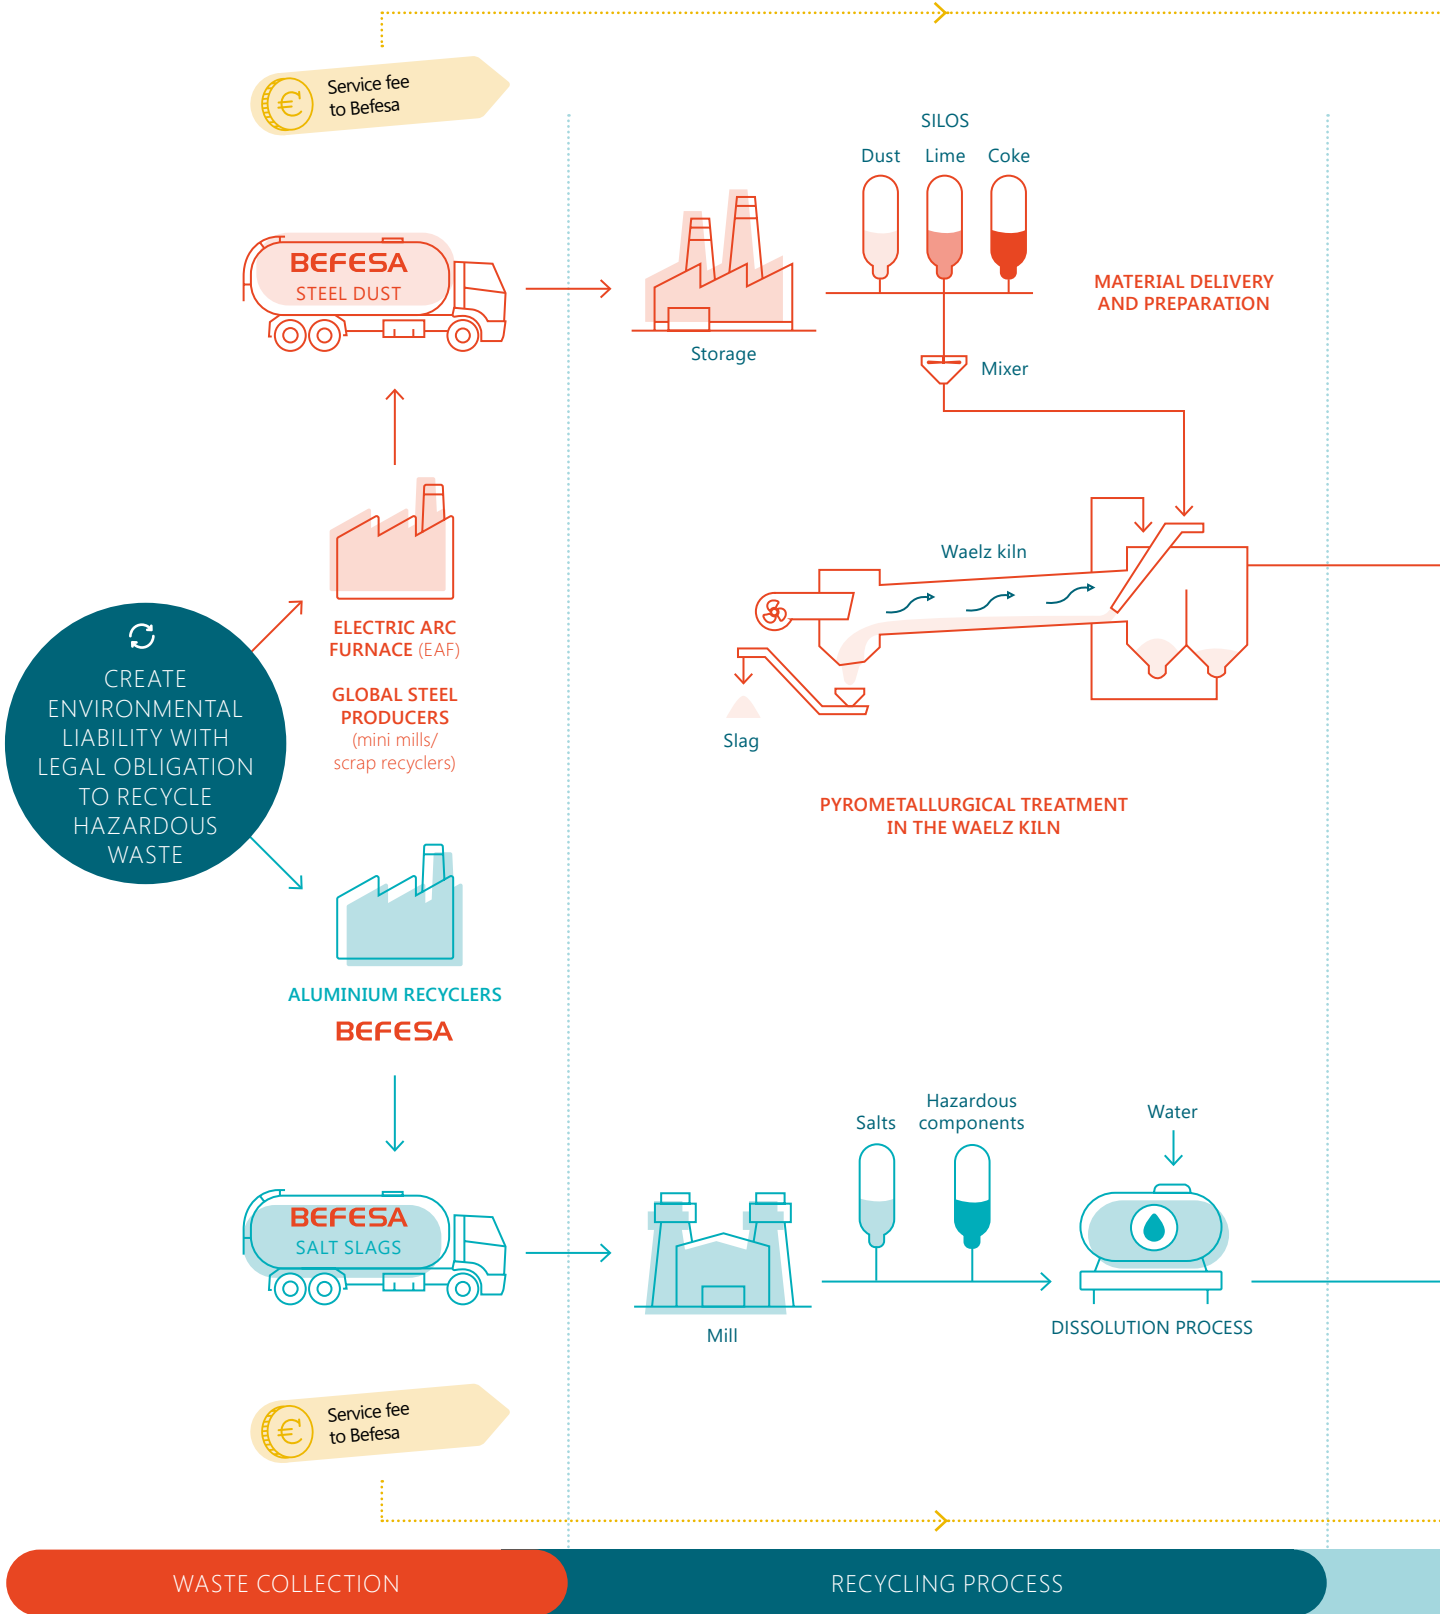 Service fee
to Befesa
SILOS
Dust
Lime
Coke
BEFESA
STEEL DUST
MATERIAL DELIVERY
AND PREPARATION
Storage
Mixer
Waelz kiln
ELECTRIC ARC
FURNACE (EAF)
GLOBAL STEEL
PRODUCERS
(mini mills/
scrap recyclers)
CREATE
ENVIRONMENTAL
LIABILITY WITH
LEGAL OBLIGATION
TO RECYCLE
HAZARDOUS
WASTE
Slag
PYROMETALLURGICAL TREATMENT
IN THE WAELZ KILN
ALUMINIUM RECYCLERS
BEFESA
Salts
Hazardous
components
Water
BEFESA
SALT SLAGS
Mill
DISSOLUTION PROCESS
Service fee
to Befesa
WASTE COLLECTION
RECYCLING PROCESS